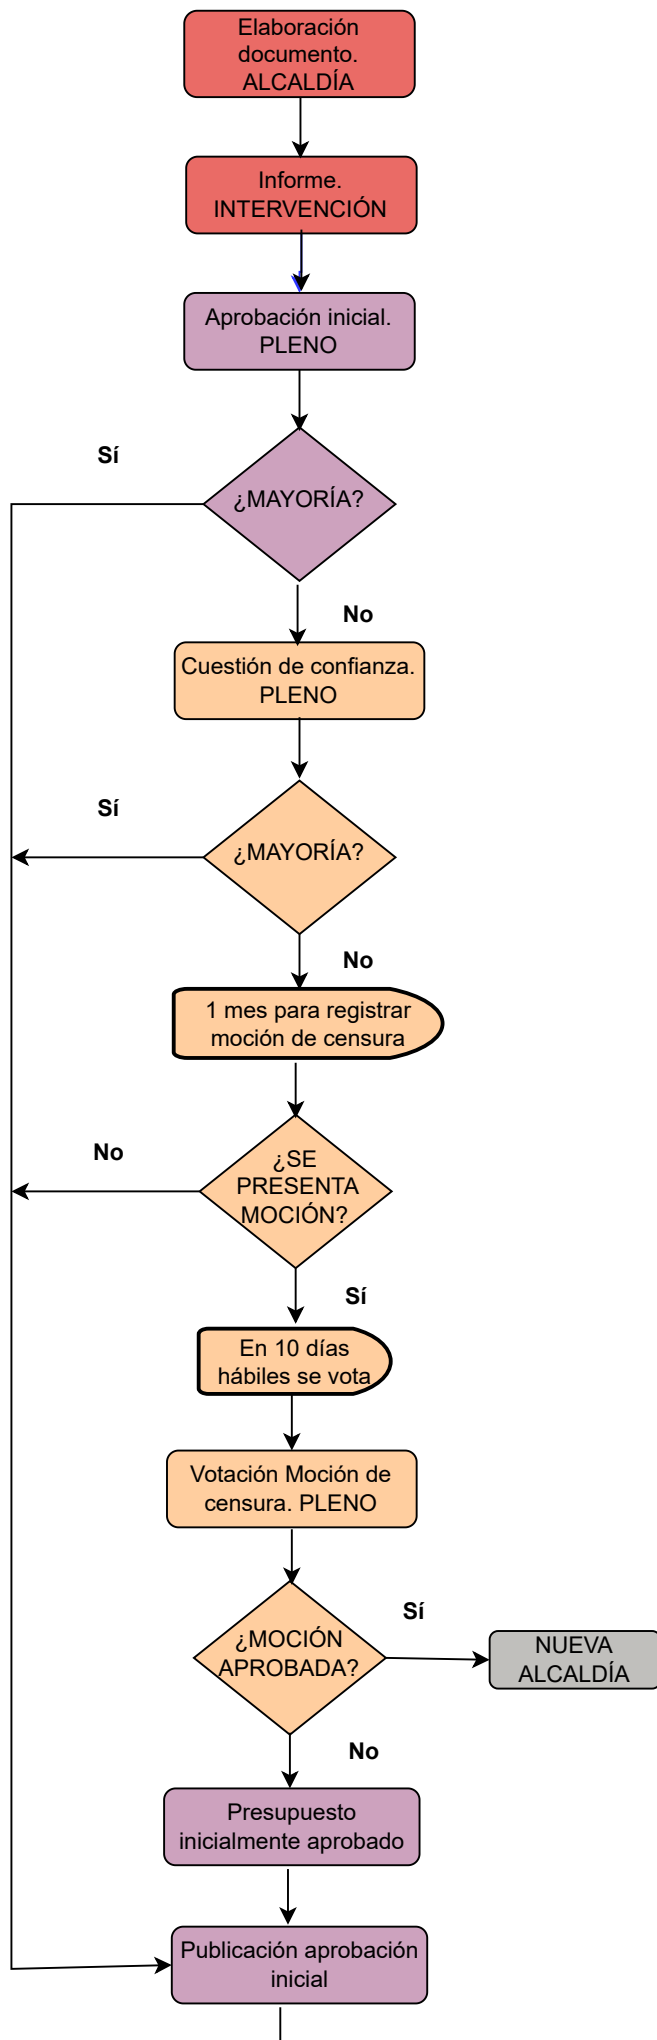 Elaboración
documento.
ALCALDÍA
Informe.
INTERVENCIÓN
Aprobación inicial.
PLENO
Sí
¿MAYORÍA?
No
Cuestión de confianza.
PLENO
Sí
¿MAYORÍA?
No
1 mes para registrar
moción de censura
No
¿SE
PRESENTA
MOCIÓN?
Sí
En 10 días
hábiles se vota
Votación Moción de
censura. PLENO
Sí
¿MOCIÓN
APROBADA?
NUEVA
ALCALDÍA
No
Presupuesto
inicialmente aprobado
Publicación aprobación
inicial